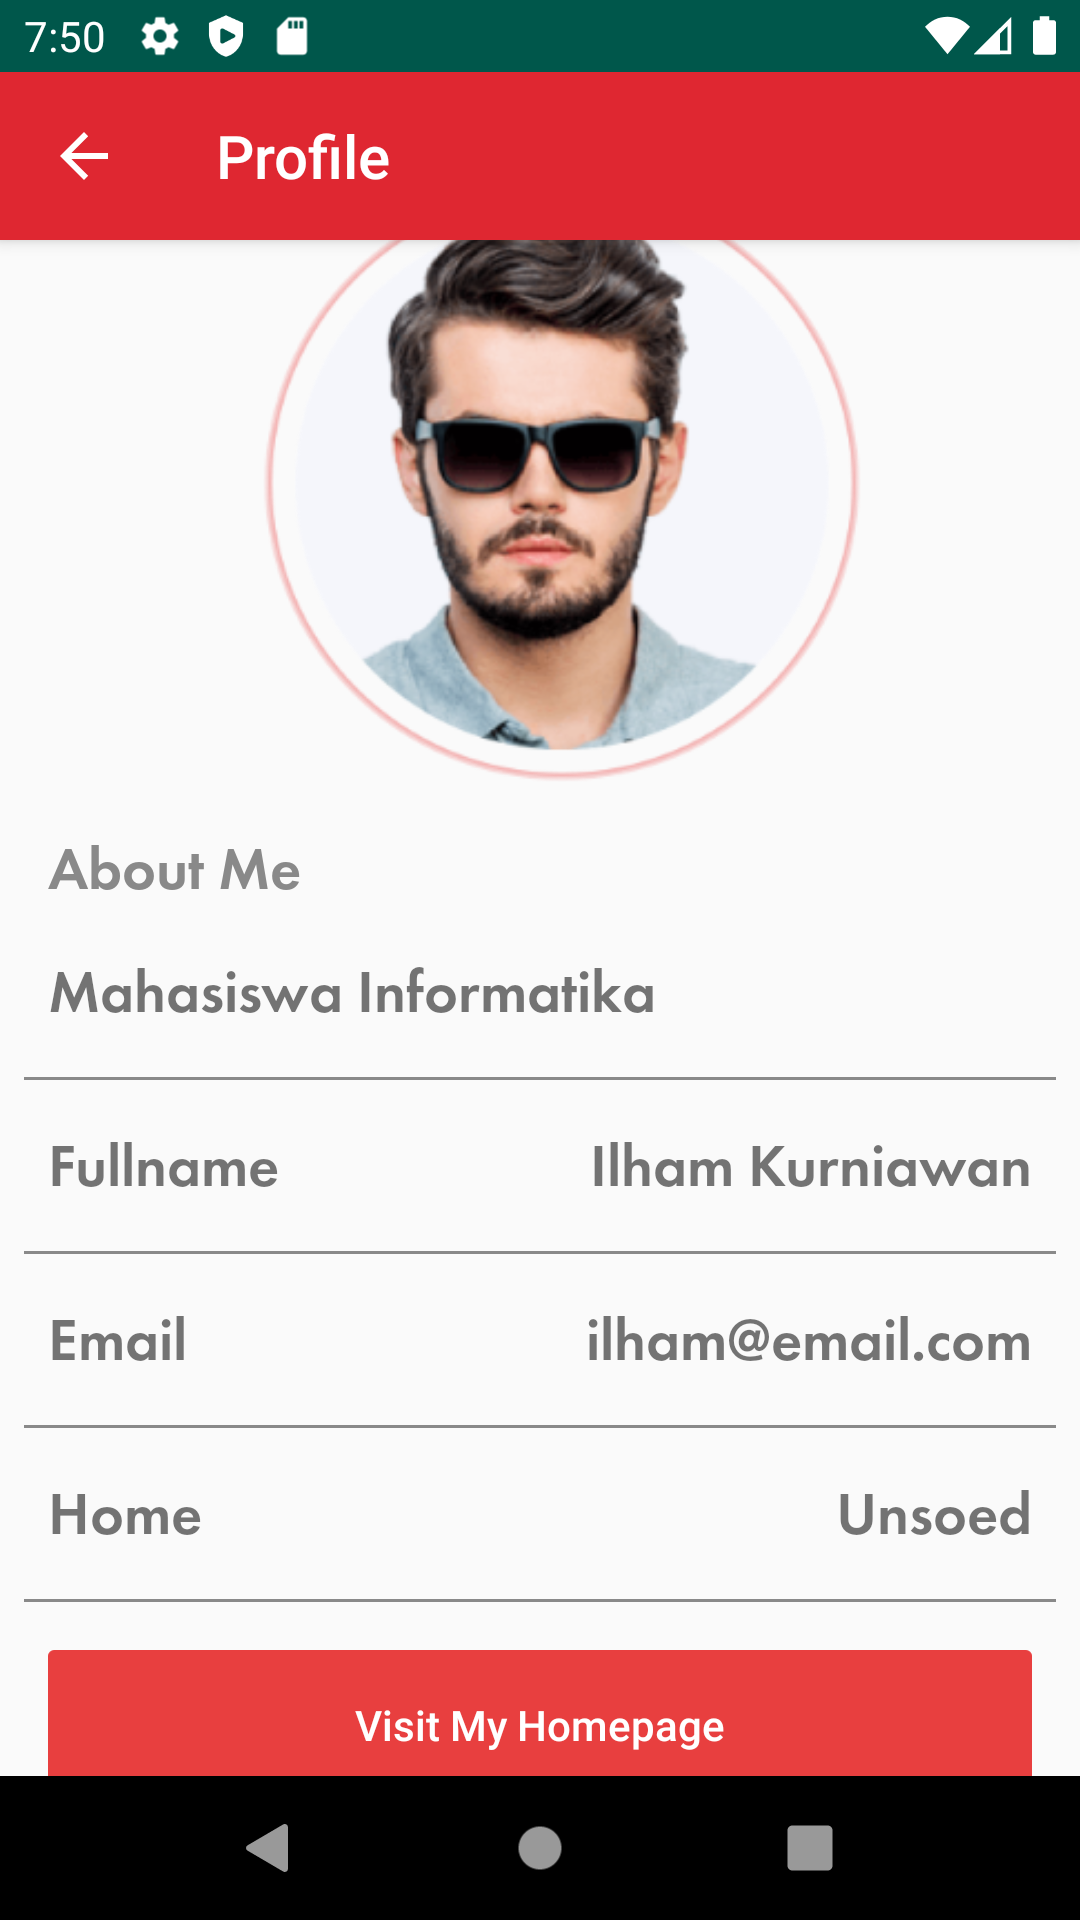 7:50
Profile
About Me
Mahasiswa Informatika
Fullname Ilham Kurniawan
Email ilham@email.com
Home Unsoed
Visit My Homepage